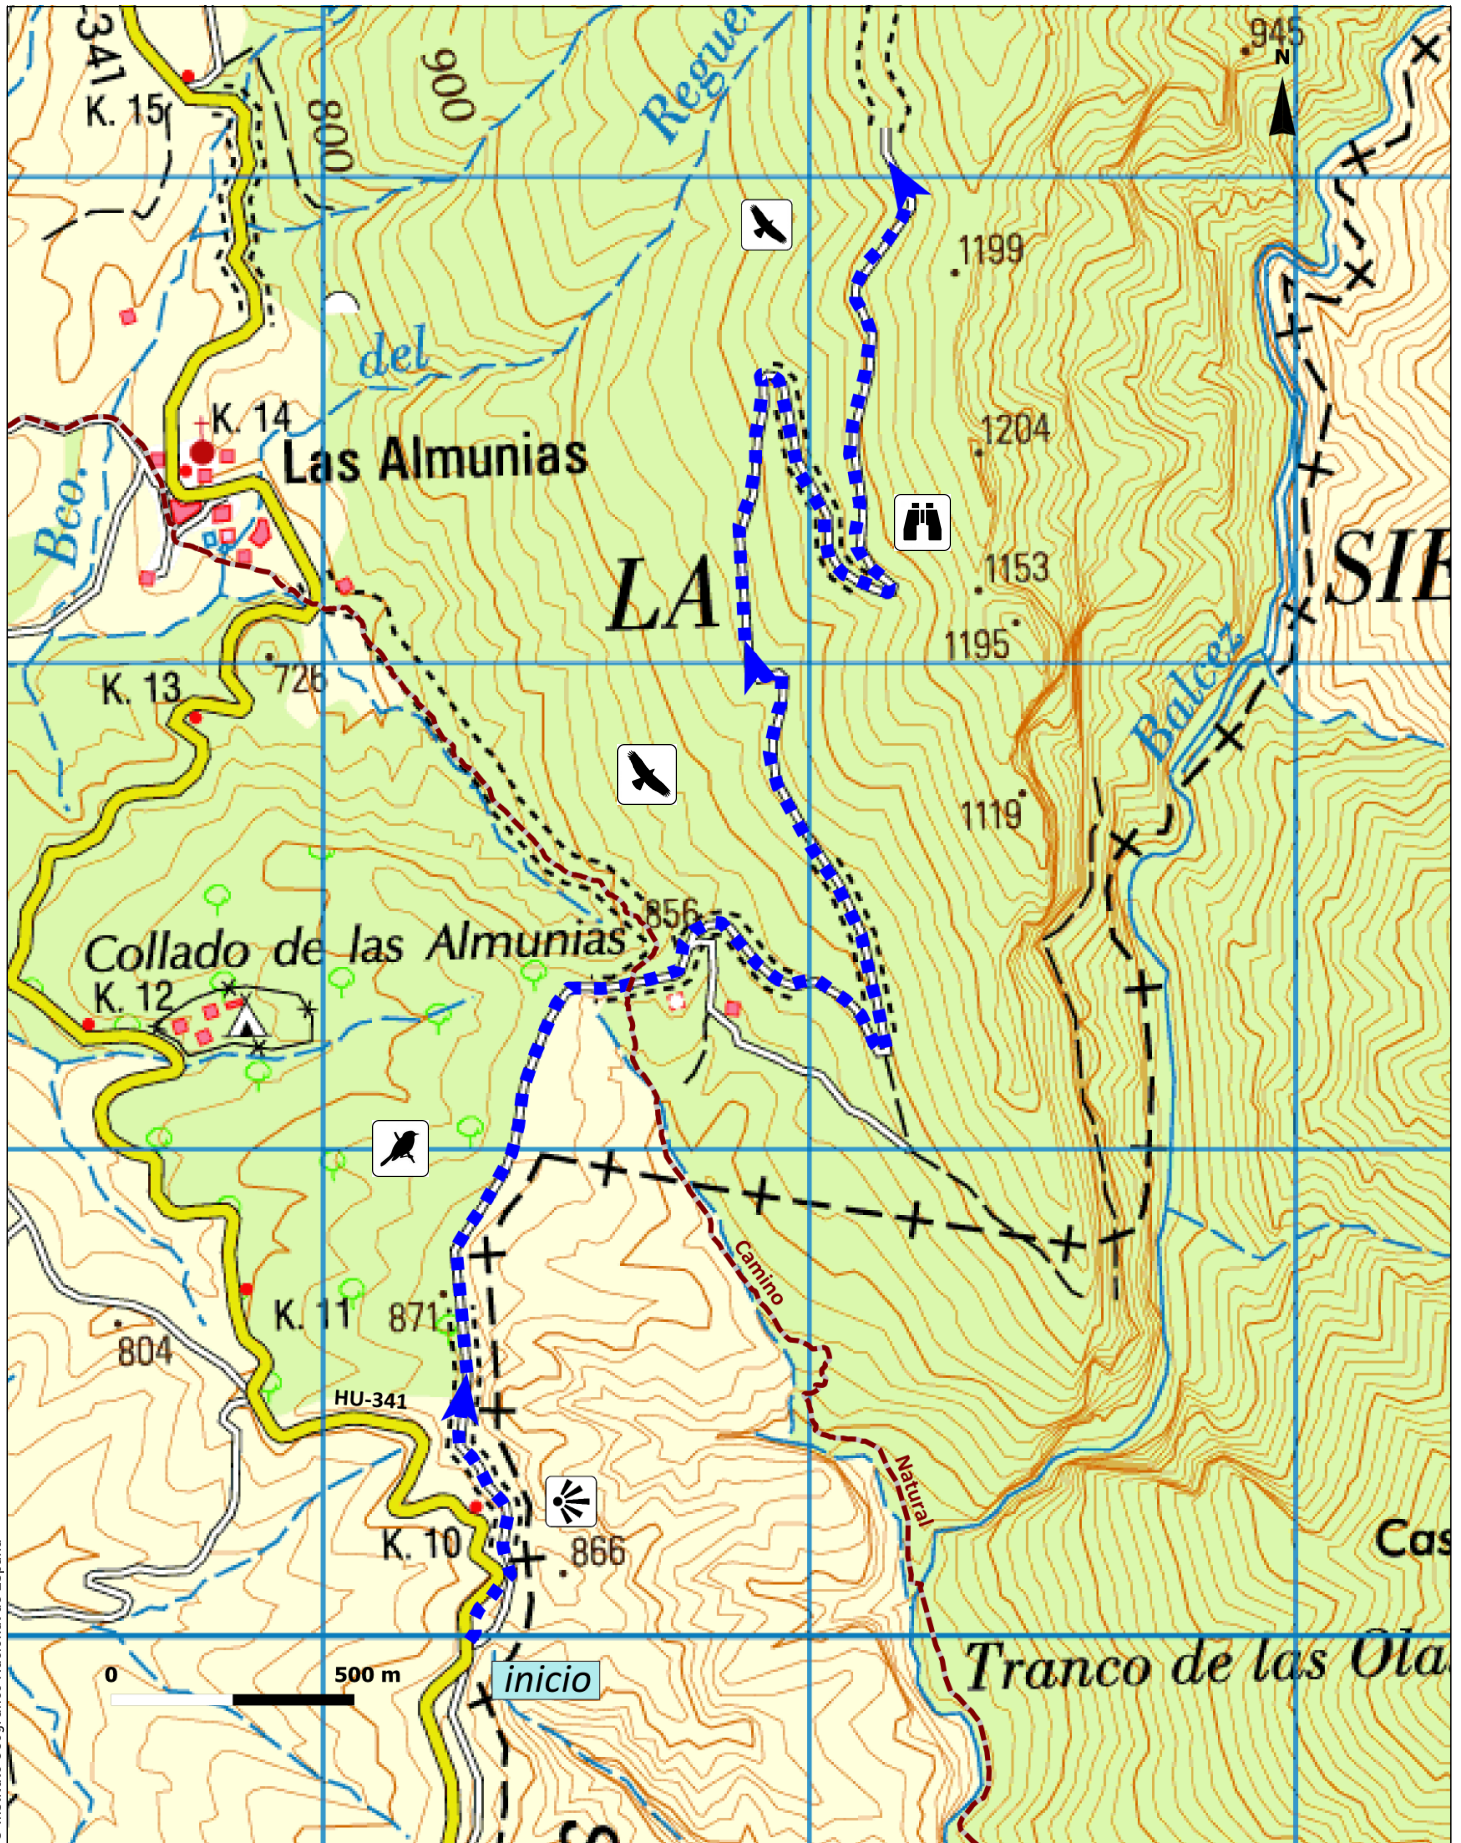 341
K. 15
800
900
Reguer
945
N
1199
del
K. 14
Las Almunias
1204
Bco.
LA
1153
SIE
1195
K. 13
726
Balcez
1119
856
Collado de las Almunias
K. 12
Camino
K. 11
871
804
HU-341
Natural
K. 10
866
Cas
0 500 m
inicio
Tranco de las Ola